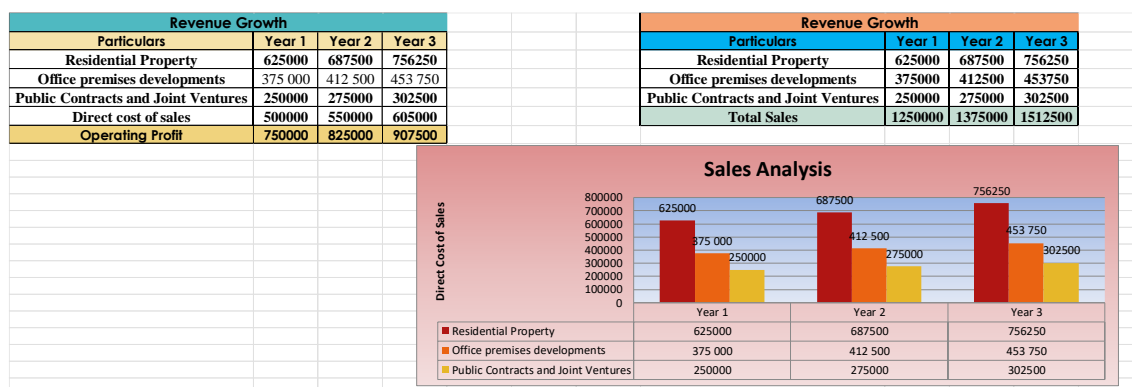 Revenue Growth
Particulars Year 1 Year 2 Year 3
Residential Property 625000 687500 756250
Office premises developments 375 000 412 500 453 750
Public Contracts and Joint Ventures 250000 275000 302500
Direct cost of sales 500000 550000 605000
Operating Profit 750000 825000 907500
Revenue Growth
Particulars Year 1 Year 2 Year 3
Residential Property 625000 687500 756250
Office premises developments 375000 412500 453750
Public Contracts and Joint Ventures 250000 275000 302500
Total Sales 1250000 1375000 1512500
Sales Analysis
Direct Cost of Sales
800000
700000
600000
500000
400000
300000
200000
100000
0
625000
375 000
250000
687500
412 500
275000
756250
453 750
302500
Year 1 Year 2 Year 3
Residential Property 625000 687500 756250
Office premises developments 375 000 412 500 453 750
Public Contracts and Joint Ventures 250000 275000 302500